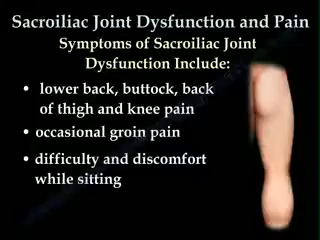 Sacroiliac Joint Dysfunction and Pain
Symptoms of Sacroiliac Joint
Dysfunction Include:
• lower back, buttock, back
of thigh and knee pain
• occasional groin pain
• difficulty and discomfort
while sitting